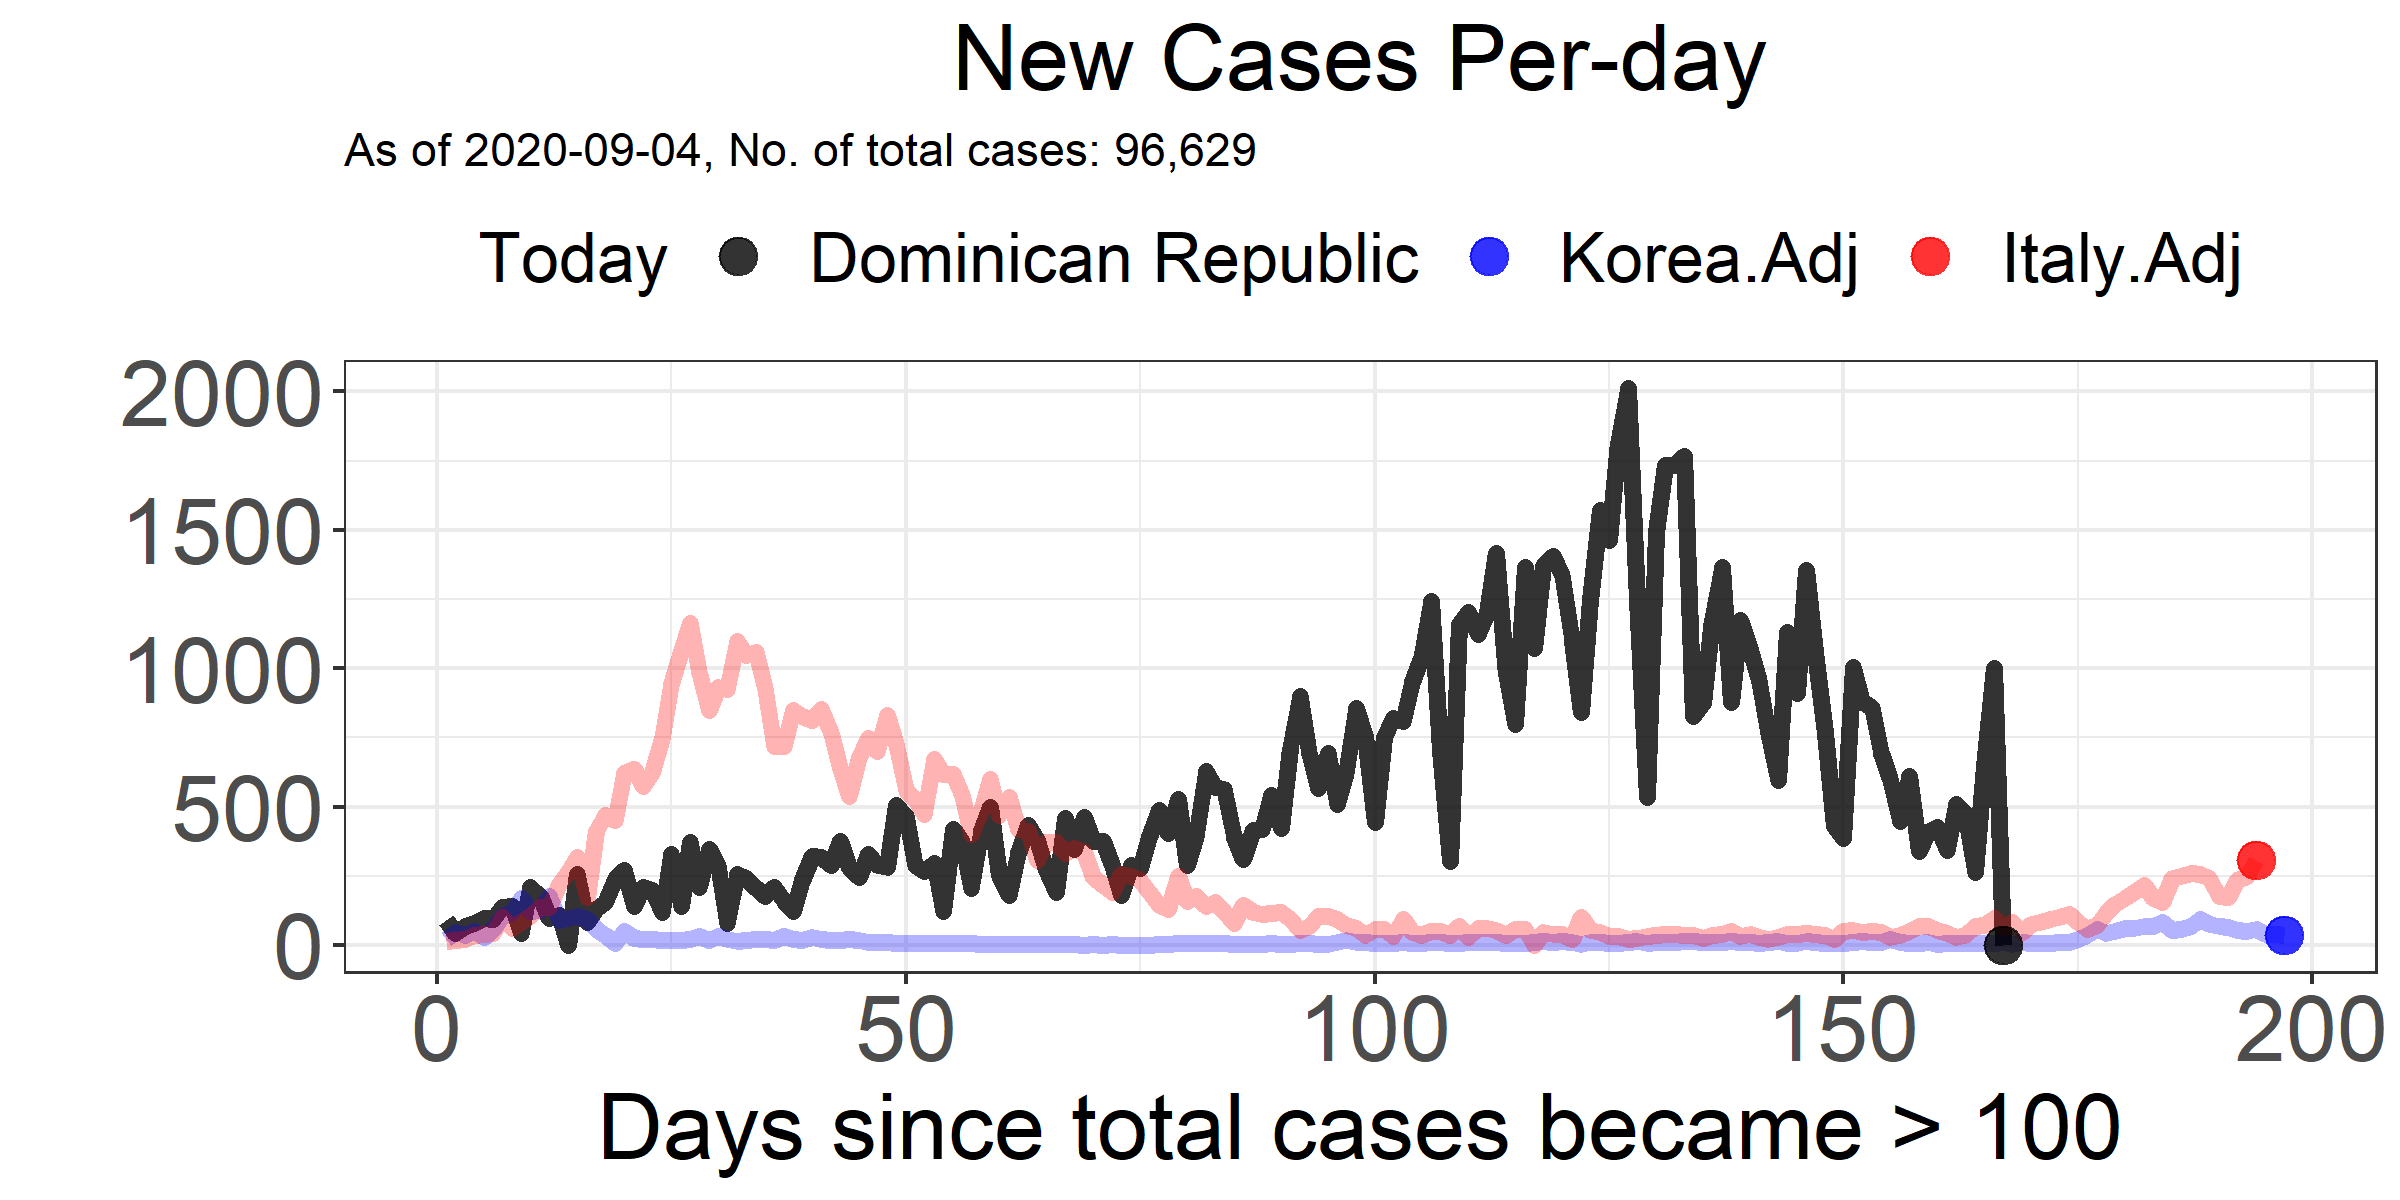 New Cases Per-day
As of 2020-09-04, No. of total cases: 96,629
Today Dominican Republic Korea.Adj Italy.Adj
2000
1500
1000
500
0
0 50 100 150 200
Days since total cases became > 100